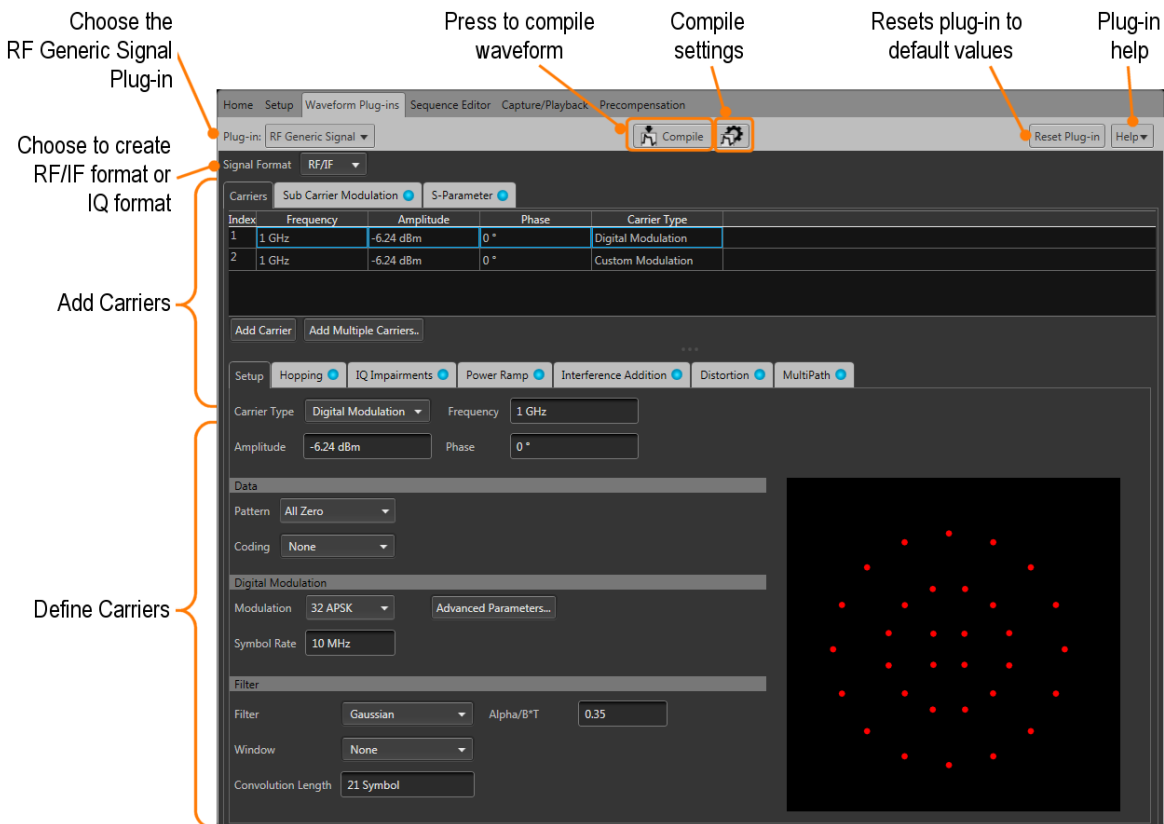 Choose the
RF Generic Signal
Plug-in
Press to compile
waveform
Compile
settings
Resets plug-in to
default values
Plug-in
help
Home Setup Waveform Plug-ins Sequence Editor Capture/Playback Precompensation
Plug-in: RF Generic Signal Compile Reset Plug-in Help
Choose to create
RF/IF format or
IQ format
Signal Format RF/IF
Carriers Sub Carrier Modulation S-Parameter
Index Frequency Amplitude Phase Carrier Type
1 1 GHz -6.24 dBm 0 ° Digital Modulation
2 1 GHz -6.24 dBm 0 ° Custom Modulation
Add Carriers
Add Carrier Add Multiple Carriers..
Setup Hopping IQ Impairments Power Ramp Interference Addition Distortion MultiPath
Carrier Type Digital Modulation Frequency 1 GHz
Amplitude -6.24 dBm Phase 0 °
Data
Pattern All Zero
Coding None
Digital Modulation
Define Carriers
Modulation 32 APSK Advanced Parameters...
Symbol Rate 10 MHz
Filter
Filter Gaussian Alpha/B*T 0.35
Window None
Convolution Length 21 Symbol